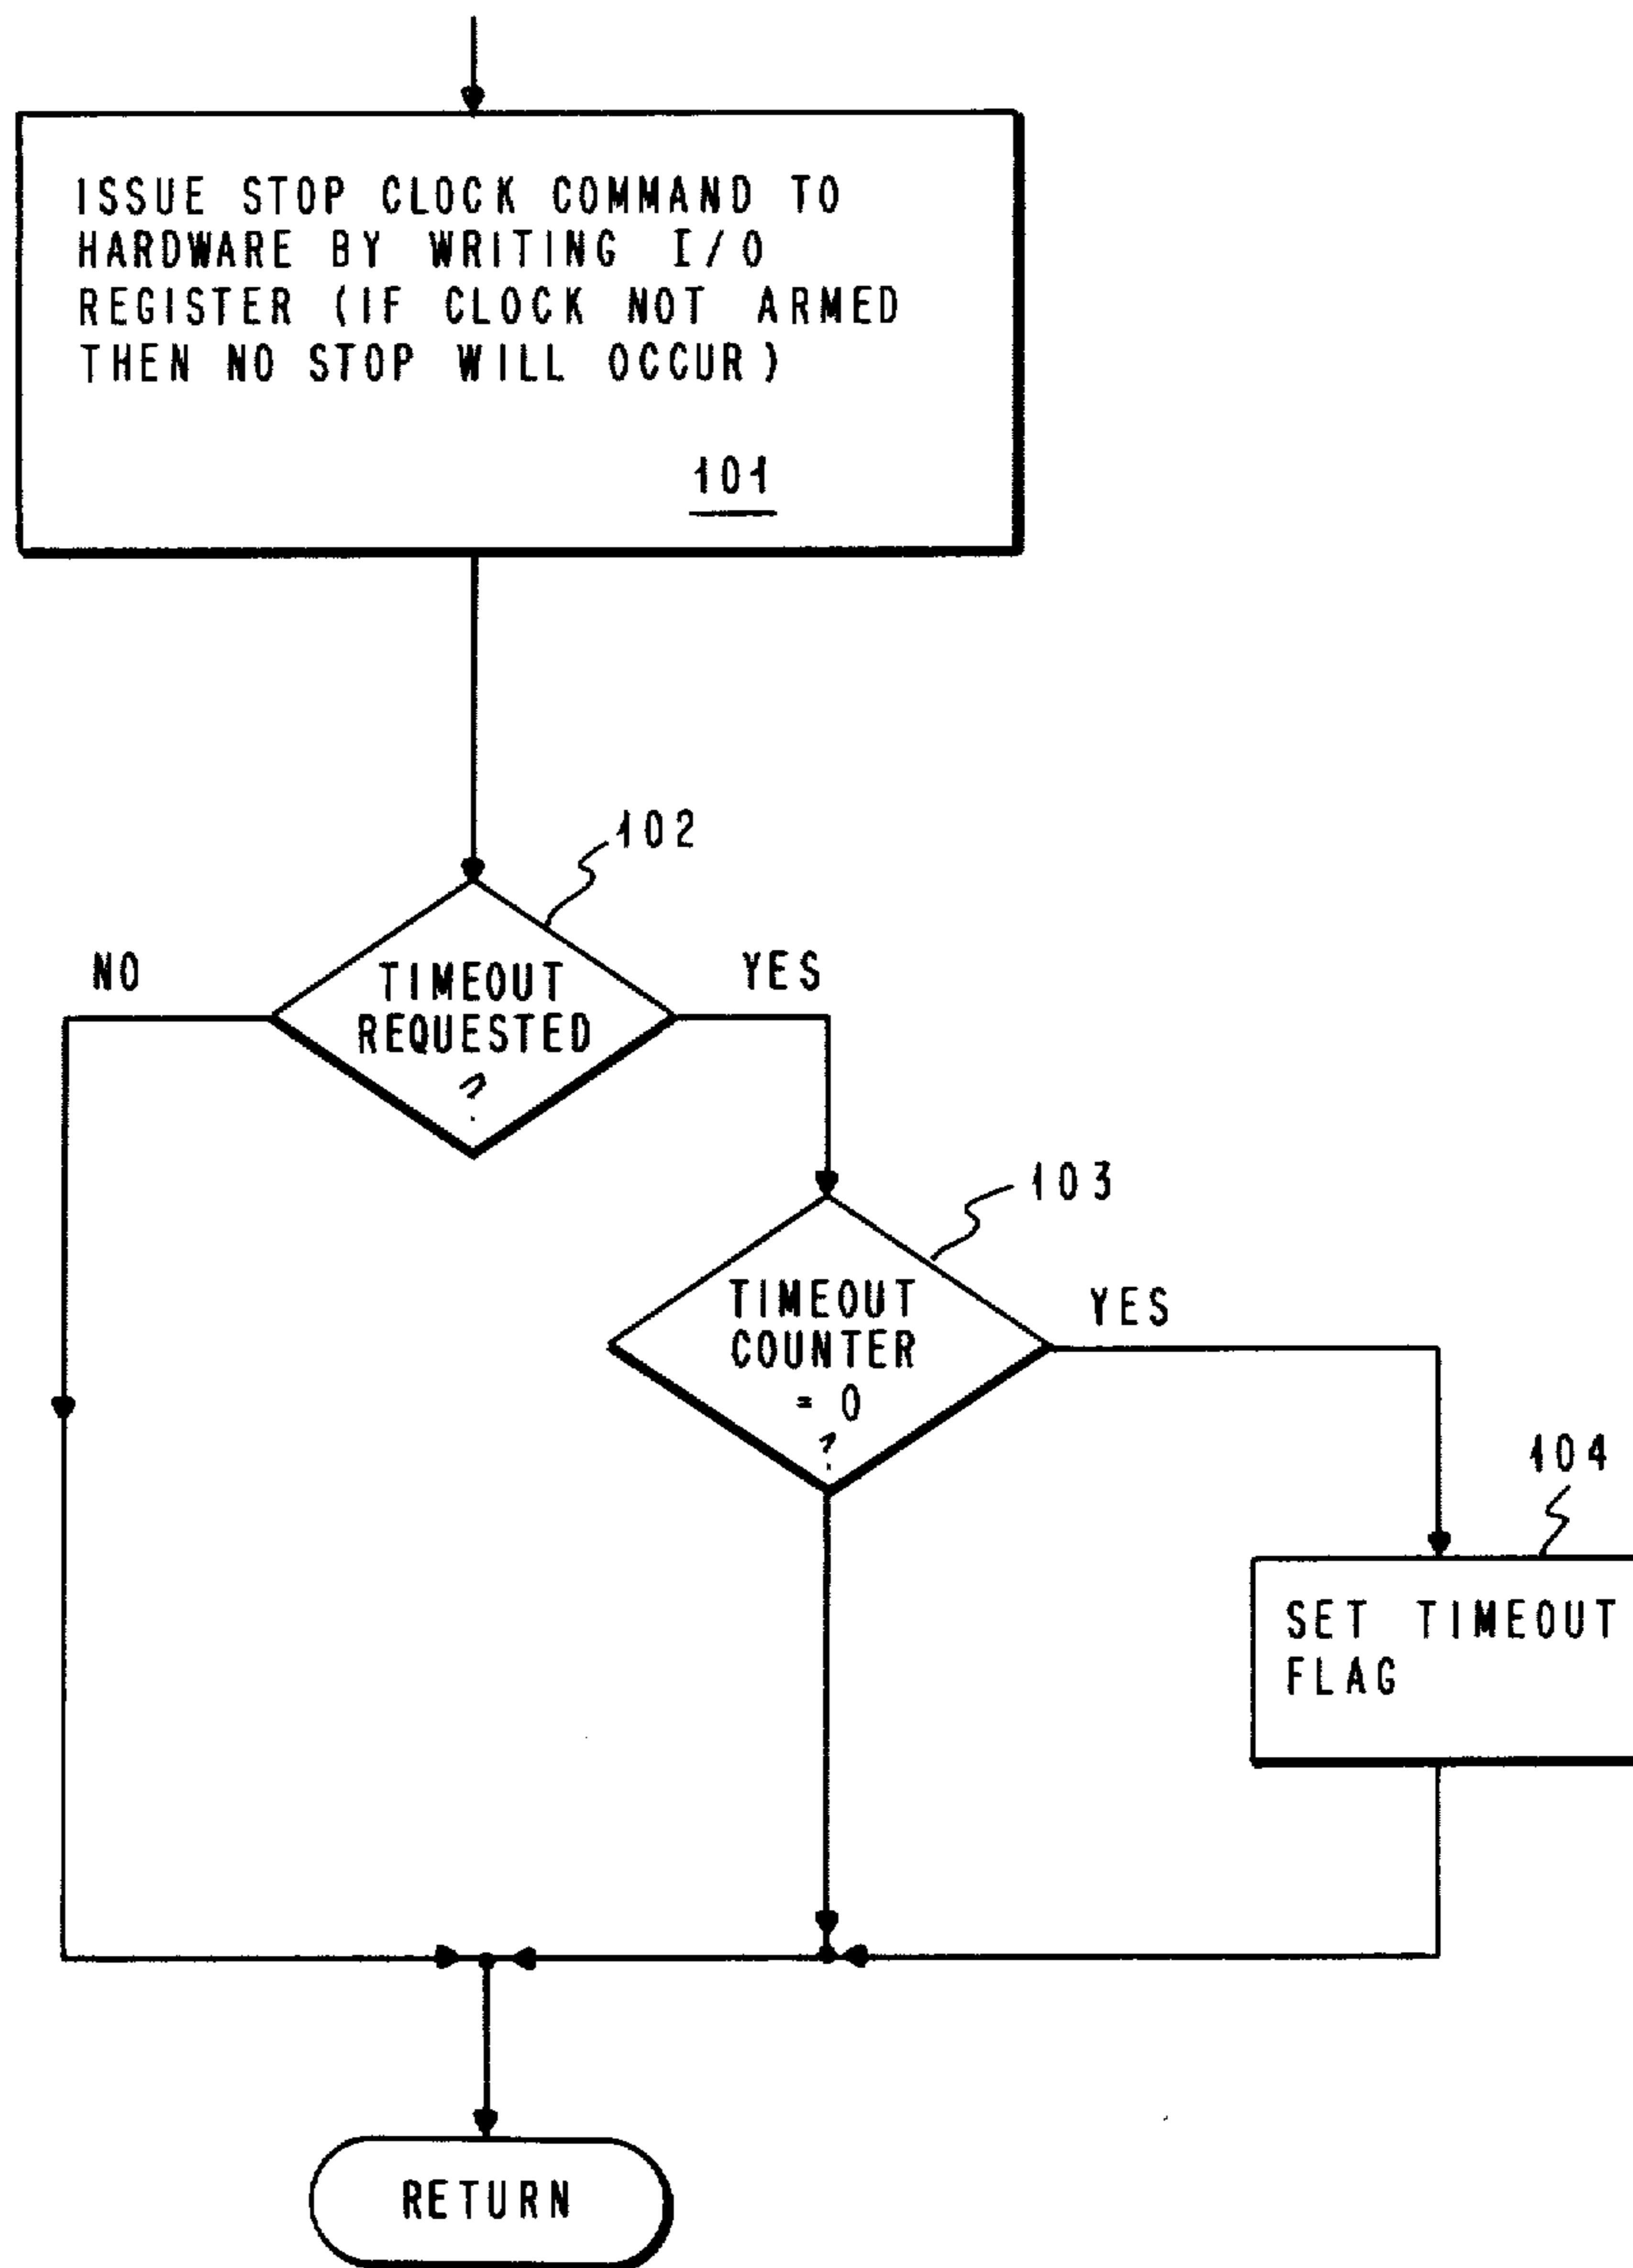 ISSUE STOP CLOCK COMMAND TO
HARDWARE BY WRITING I/O
REGISTER (IF CLOCK NOT ARMED
THEN NO STOP WILL OCCUR)
101
102
NO
YES
TIMEOUT
REQUESTED
?
103
TIMEOUT
COUNTER
= 0
?
YES
104
SET TIMEOUT
FLAG
RETURN